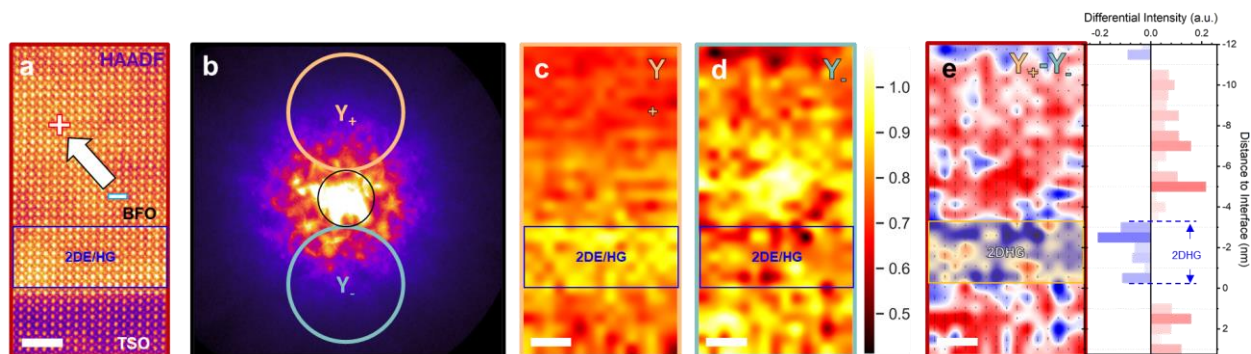 a
HAADF
BFO
2DE/HG
TSO
b
Y+
Y-
c
Y+
2DE/HG
d
Y-
2DE/HG
1.0
0.9
0.8
0.7
0.6
0.5
e
Y+-Y-
2DHG
Differential Intensity (a.u.)
-0.2 0.0 0.2
2DHG
-12
-10
-8
-6
-4
-2
0
2
Distance to Interface (nm)